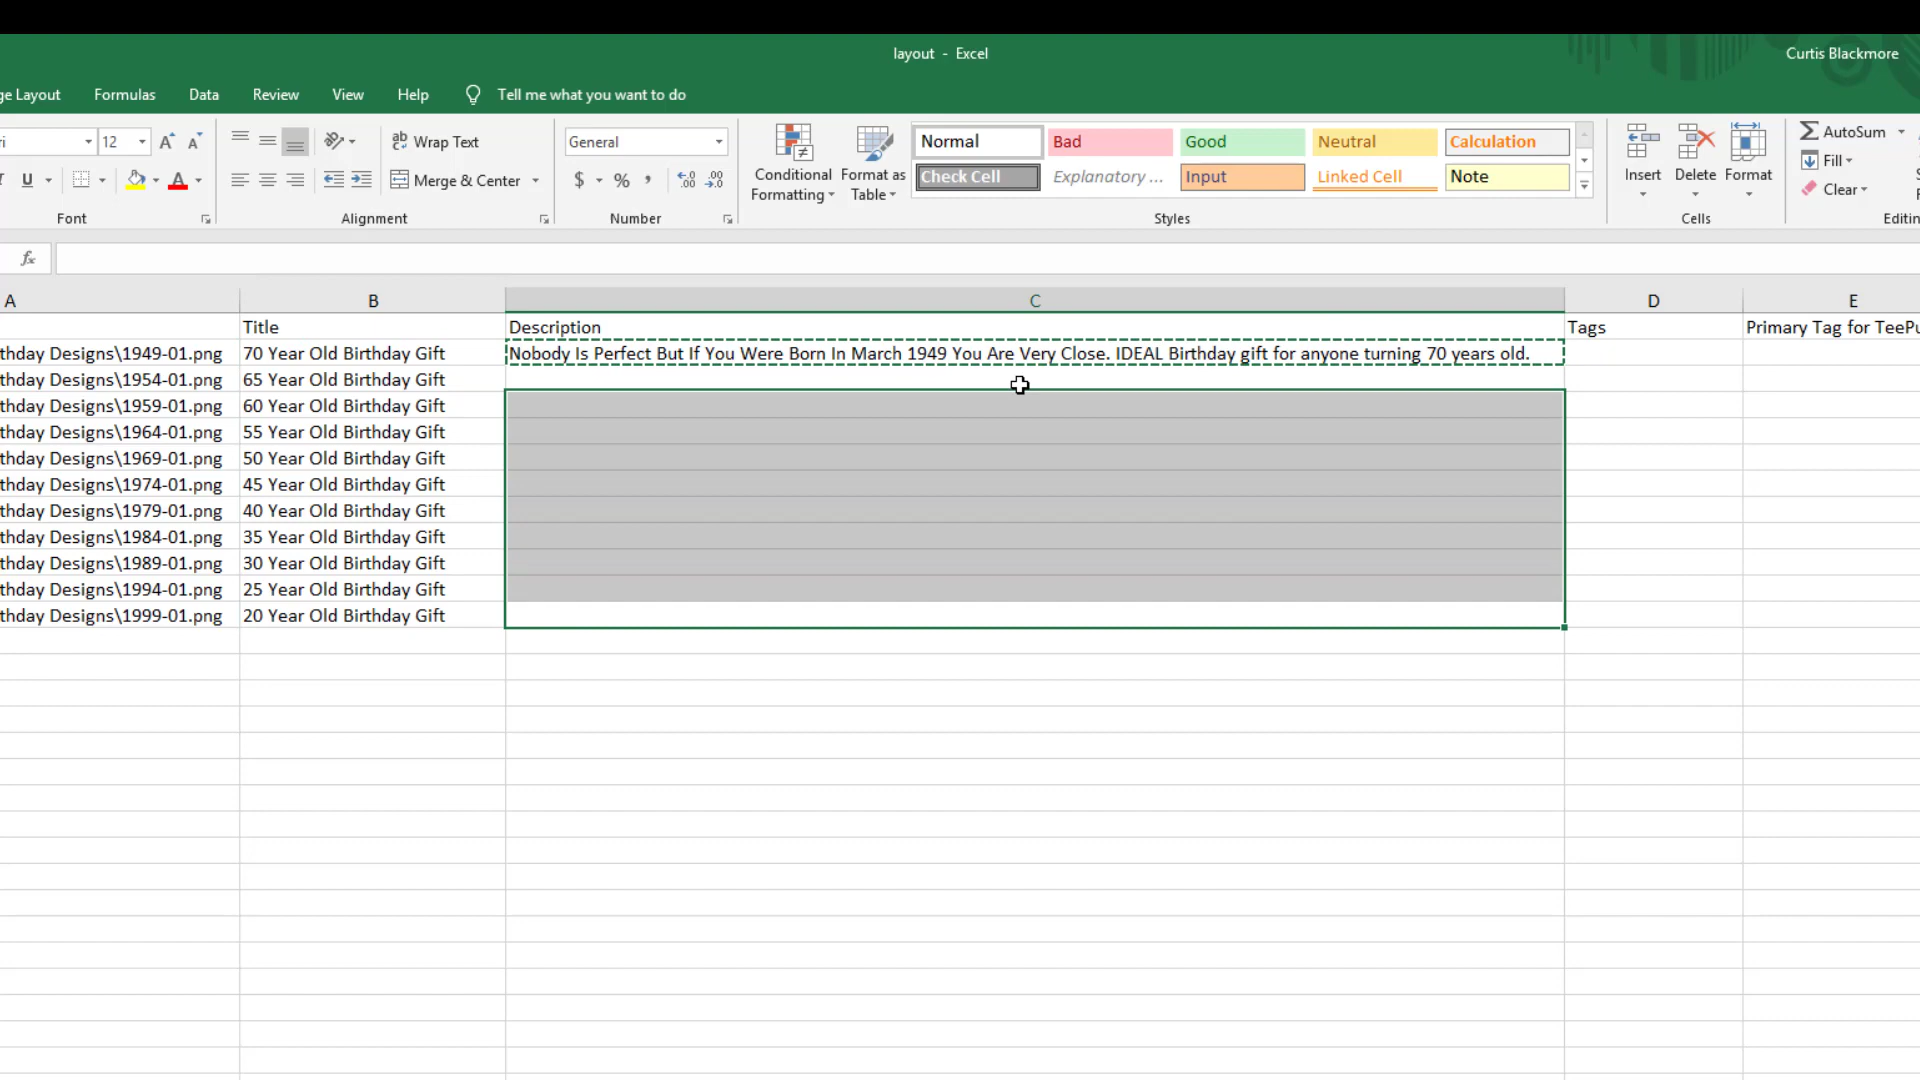 layout - Excel
Curtis Blackmore
ge Layout Formulas Data Review View Help Tell me what you want to do
ri 12 A A ab Wrap Text General Conditional Formatting Format as Table Normal Bad Good Neutral Calculation Insert Delete Format AutoSum
U A Merge & Center $ % , Check Cell Explanatory ... Input Linked Cell Note Fill
Clear
Font Alignment Number Styles Cells Editin
fx
A B C D E
Title Description Tags Primary Tag for TeePu
thday Designs\1949-01.png 70 Year Old Birthday Gift Nobody Is Perfect But If You Were Born In March 1949 You Are Very Close. IDEAL Birthday gift for anyone turning 70 years old.
thday Designs\1954-01.png 65 Year Old Birthday Gift
thday Designs\1959-01.png 60 Year Old Birthday Gift
thday Designs\1964-01.png 55 Year Old Birthday Gift
thday Designs\1969-01.png 50 Year Old Birthday Gift
thday Designs\1974-01.png 45 Year Old Birthday Gift
thday Designs\1979-01.png 40 Year Old Birthday Gift
thday Designs\1984-01.png 35 Year Old Birthday Gift
thday Designs\1989-01.png 30 Year Old Birthday Gift
thday Designs\1994-01.png 25 Year Old Birthday Gift
thday Designs\1999-01.png 20 Year Old Birthday Gift